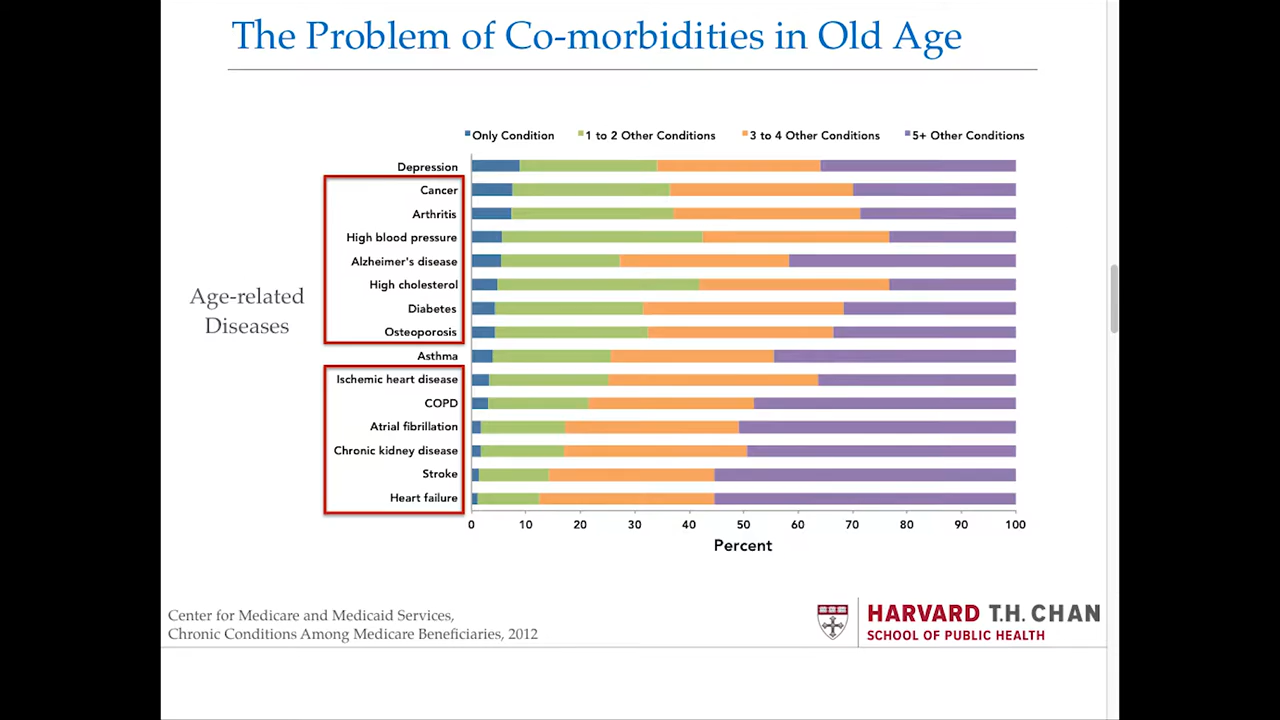 The Problem of Co-morbidities in Old Age
Only Condition 1 to 2 Other Conditions 3 to 4 Other Conditions 5+ Other Conditions
Depression
Cancer
Arthritis
High blood pressure
Alzheimer's disease
High cholesterol
Diabetes
Osteoporosis
Asthma
Ischemic heart disease
COPD
Atrial fibrillation
Chronic kidney disease
Stroke
Heart failure
Age-related
Diseases
0 10 20 30 40 50 60 70 80 90 100
Percent
Center for Medicare and Medicaid Services,
Chronic Conditions Among Medicare Beneficiaries, 2012
HARVARD T.H. CHAN
SCHOOL OF PUBLIC HEALTH